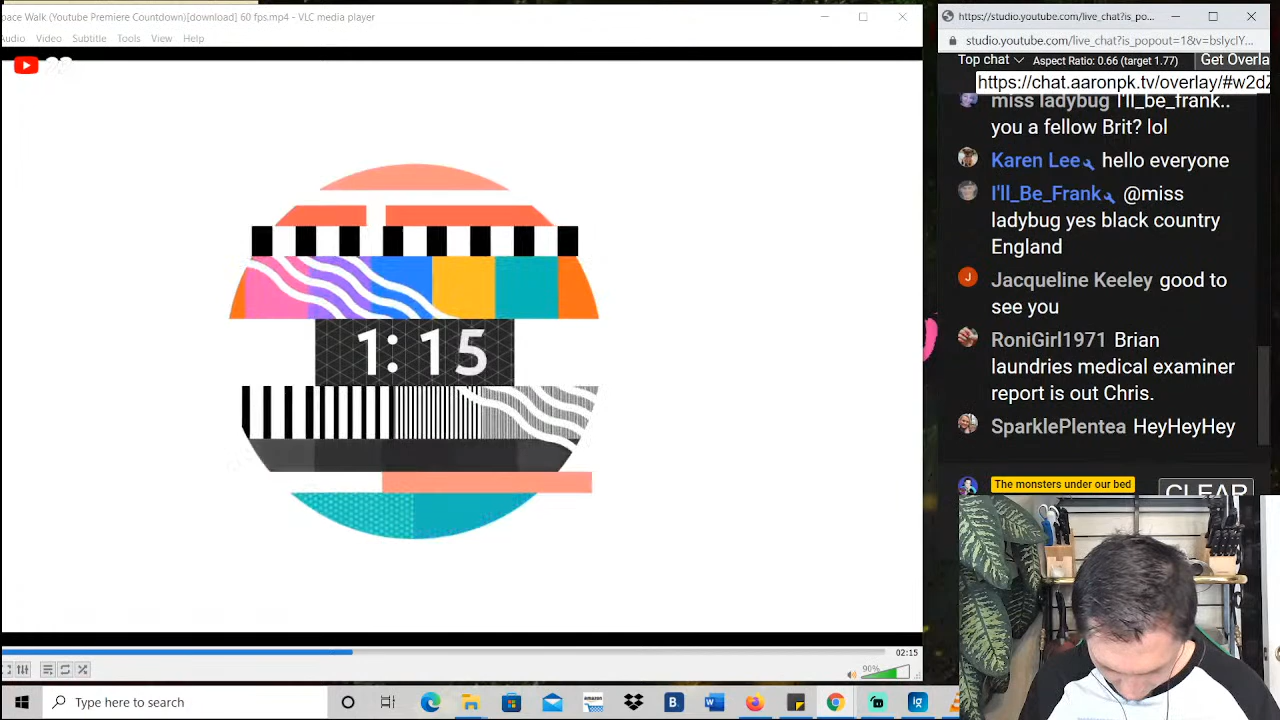 pace Walk (Youtube Premiere Countdown)[download] 60 fps.mp4 - VLC media player
Audio Video Subtitle Tools View Help
1: 15
02:15
90%
Type here to search
https://studio.youtube.com/live_chat?is_po...
studio.youtube.com/live_chat?is_popout=1&v=bslycIY...
Top chat Aspect Ratio: 0.66 (target 1.77) Get Overla
https://chat.aaronpk.tv/overlay/#w2dZ
miss ladybug I'll_be_frank..
you a fellow Brit? lol
Karen Lee hello everyone
I'll_Be_Frank @miss
ladybug yes black country
England
Jacqueline Keeley good to
see you
RoniGirl1971 Brian
laundries medical examiner
report is out Chris.
SparklePlentea HeyHeyHey
The monsters under our bed
CLEAR